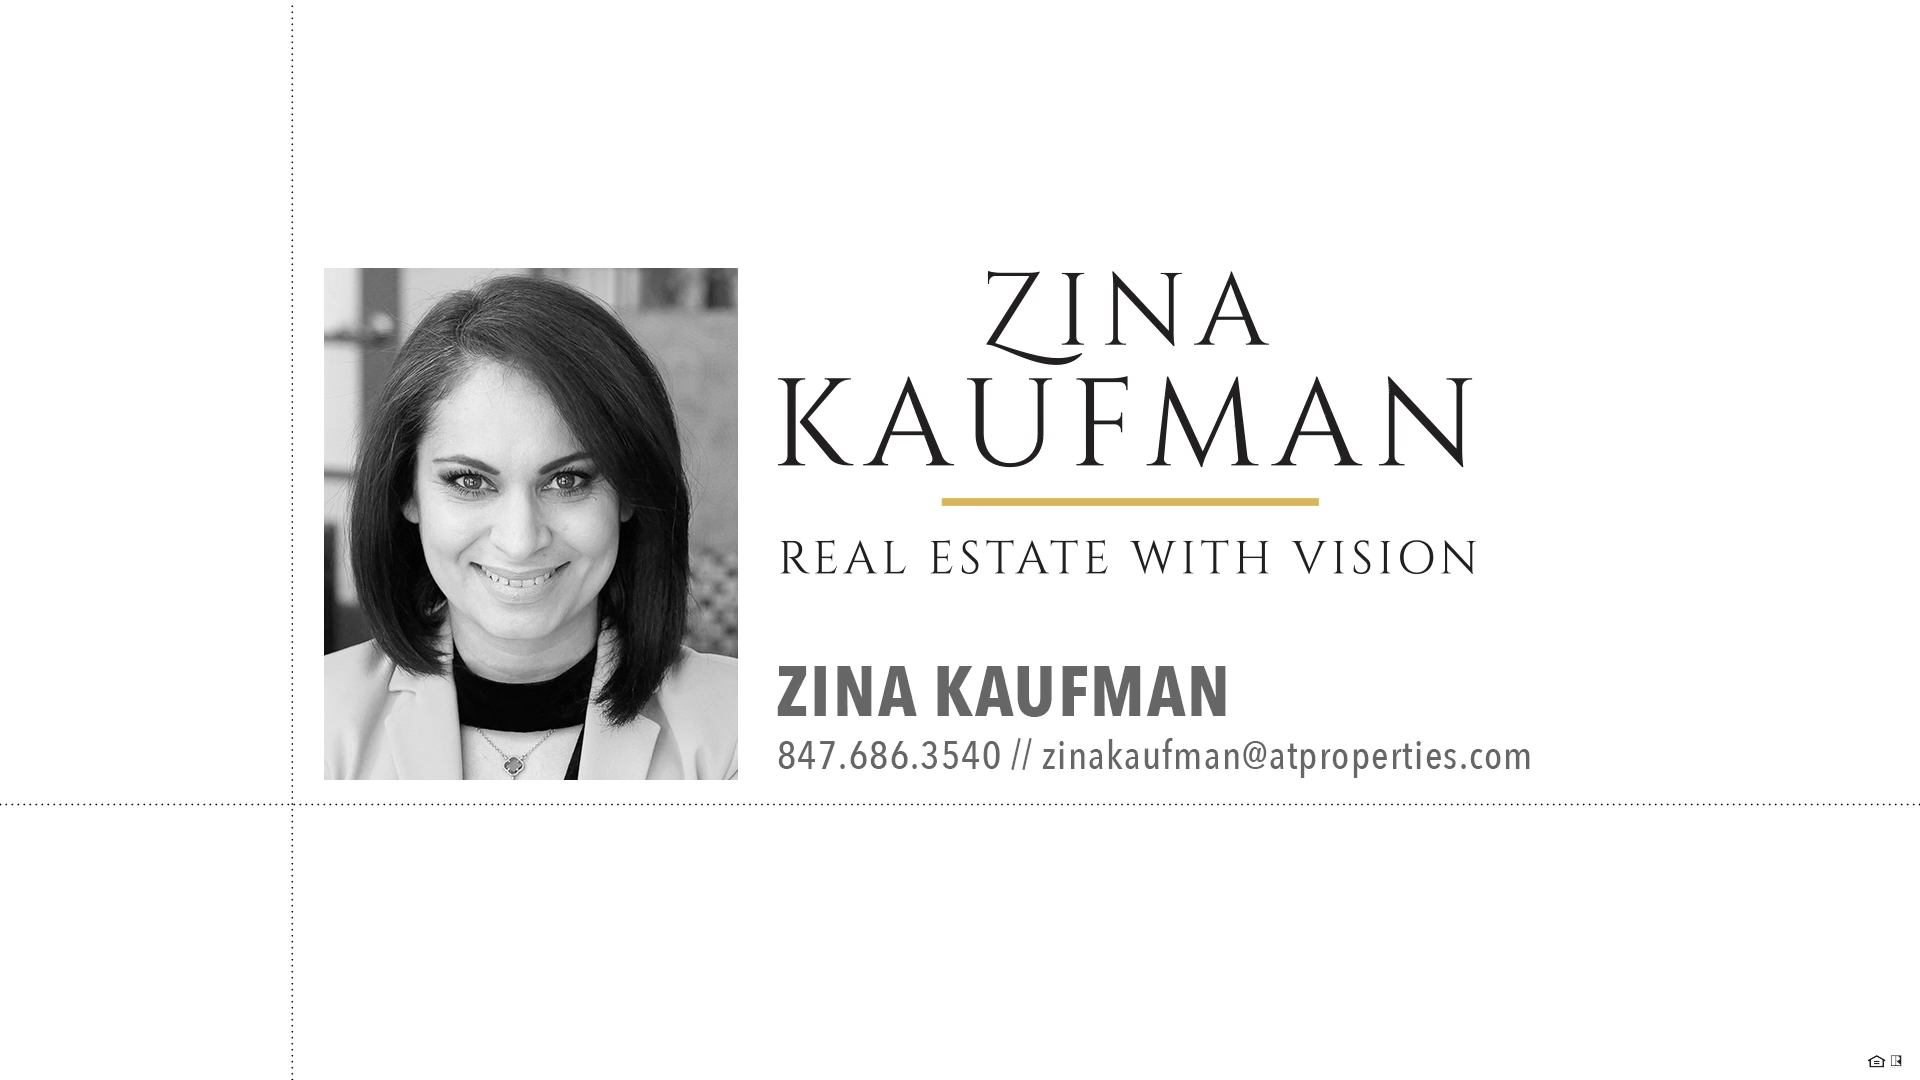 ZINA
KAUFMAN
REAL ESTATE WITH VISION
ZINA KAUFMAN
847.686.3540 // zinakaufman@atproperties.com